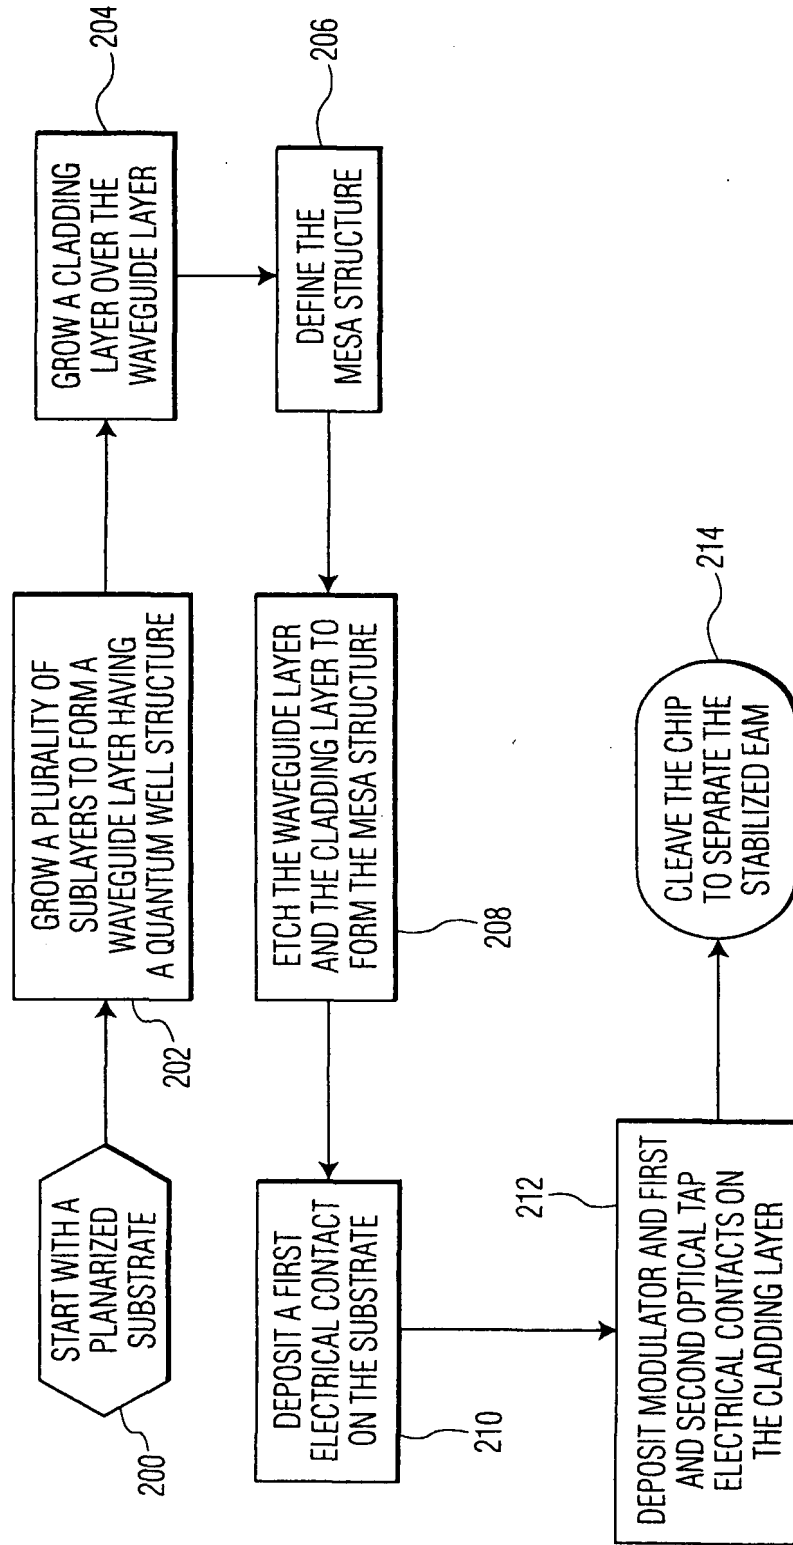 START WITH A
PLANARIZED
SUBSTRATE
200
GROW A PLURALITY OF
SUBLAYERS TO FORM A
WAVEGUIDE LAYER HAVING
A QUANTUM WELL STRUCTURE
202
GROW A CLADDING
LAYER OVER THE
WAVEGUIDE LAYER
204
DEFINE THE
MESA STRUCTURE
206
ETCH THE WAVEGUIDE LAYER
AND THE CLADDING LAYER TO
FORM THE MESA STRUCTURE
208
DEPOSIT A FIRST
ELECTRICAL CONTACT
ON THE SUBSTRATE
210
DEPOSIT MODULATOR AND FIRST
AND SECOND OPTICAL TAP
ELECTRICAL CONTACTS ON
THE CLADDING LAYER
212
CLEAVE THE CHIP
TO SEPARATE THE
STABILIZED EAM
214